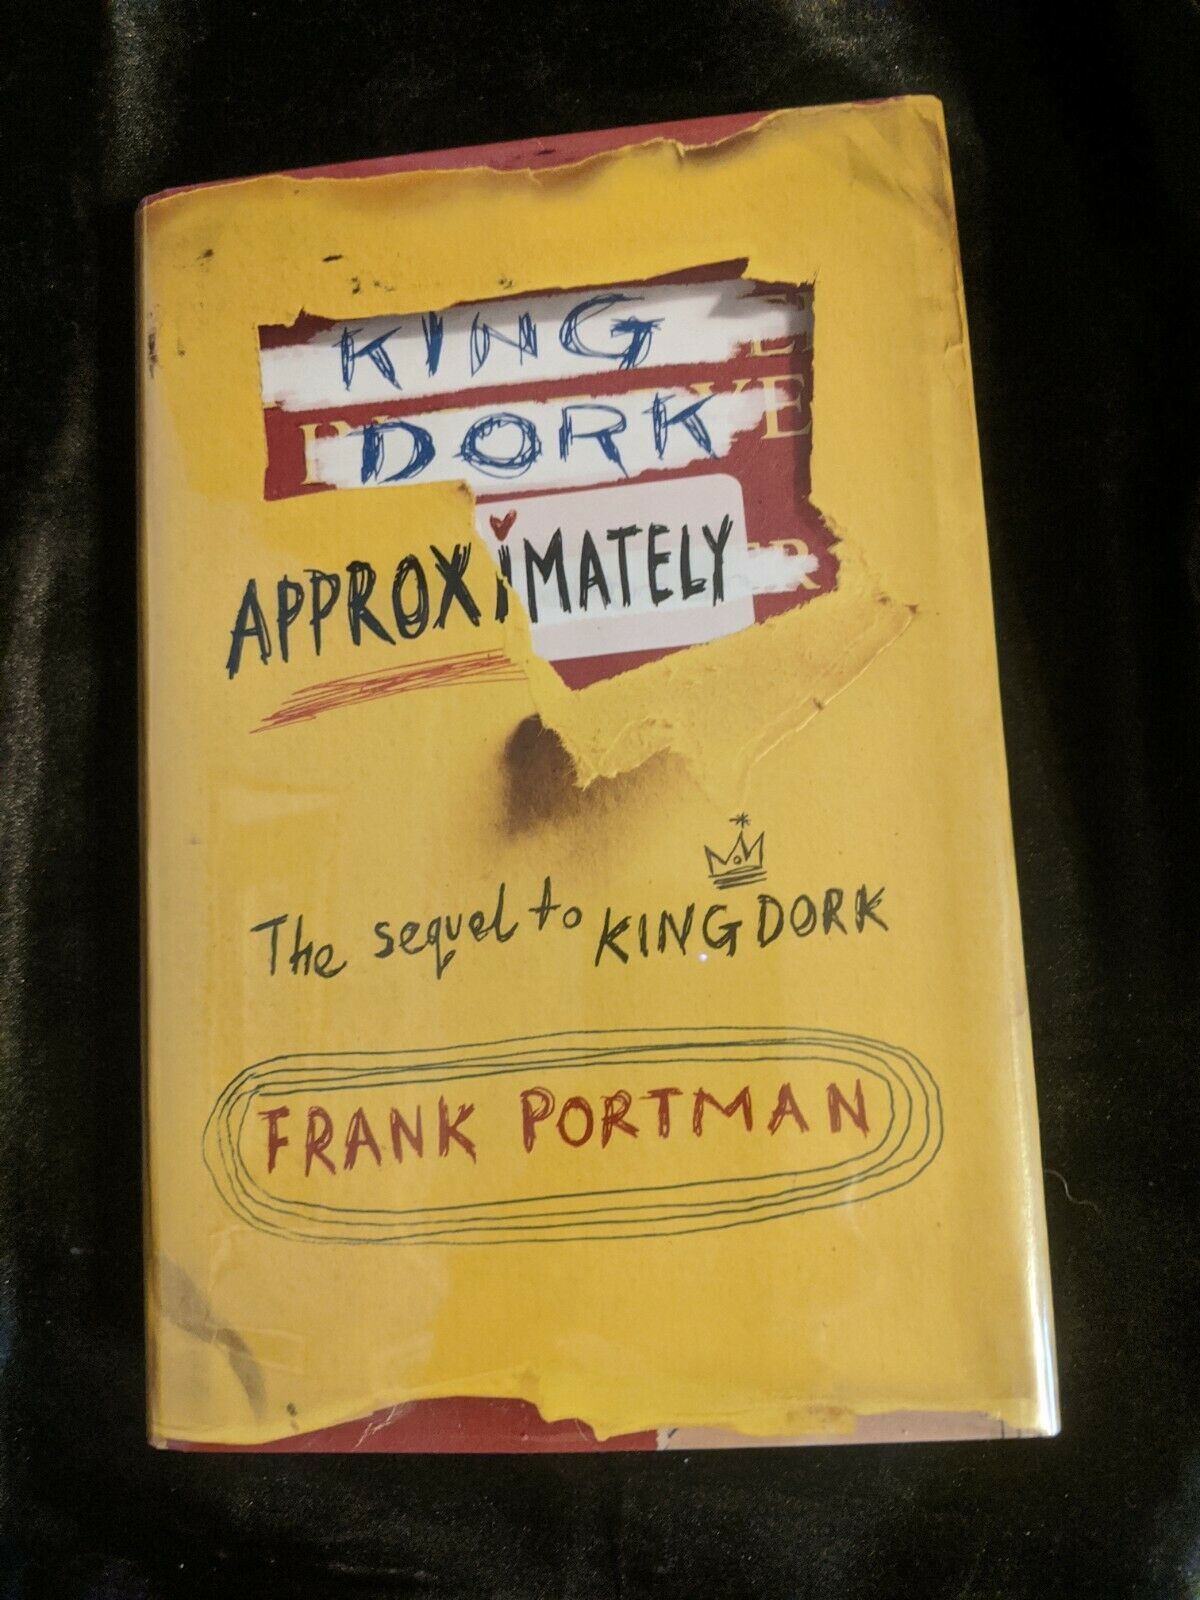 KING
DORK
APPROXiMATELY
The sequel to KING DORK
FRANK PORTMAN